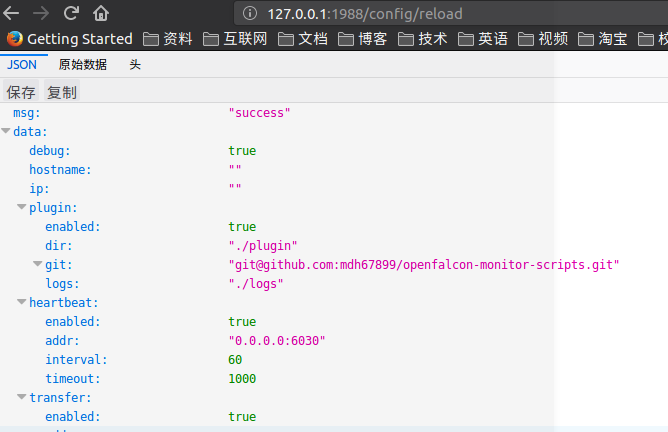 127.0.0.1:1988/config/reload
Getting Started 资料 互联网 文档 博客 技术 英语 视频 淘宝
JSON 原始数据 头
保存 复制
msg: "success"
data:
debug: true
hostname: ""
ip: ""
plugin:
enabled: true
dir: "./plugin"
git: "git@github.com:mdh67899/openfalcon-monitor-scripts.git"
logs: "./logs"
heartbeat:
enabled: true
addr: "0.0.0.0:6030"
interval: 60
timeout: 1000
transfer:
enabled: true